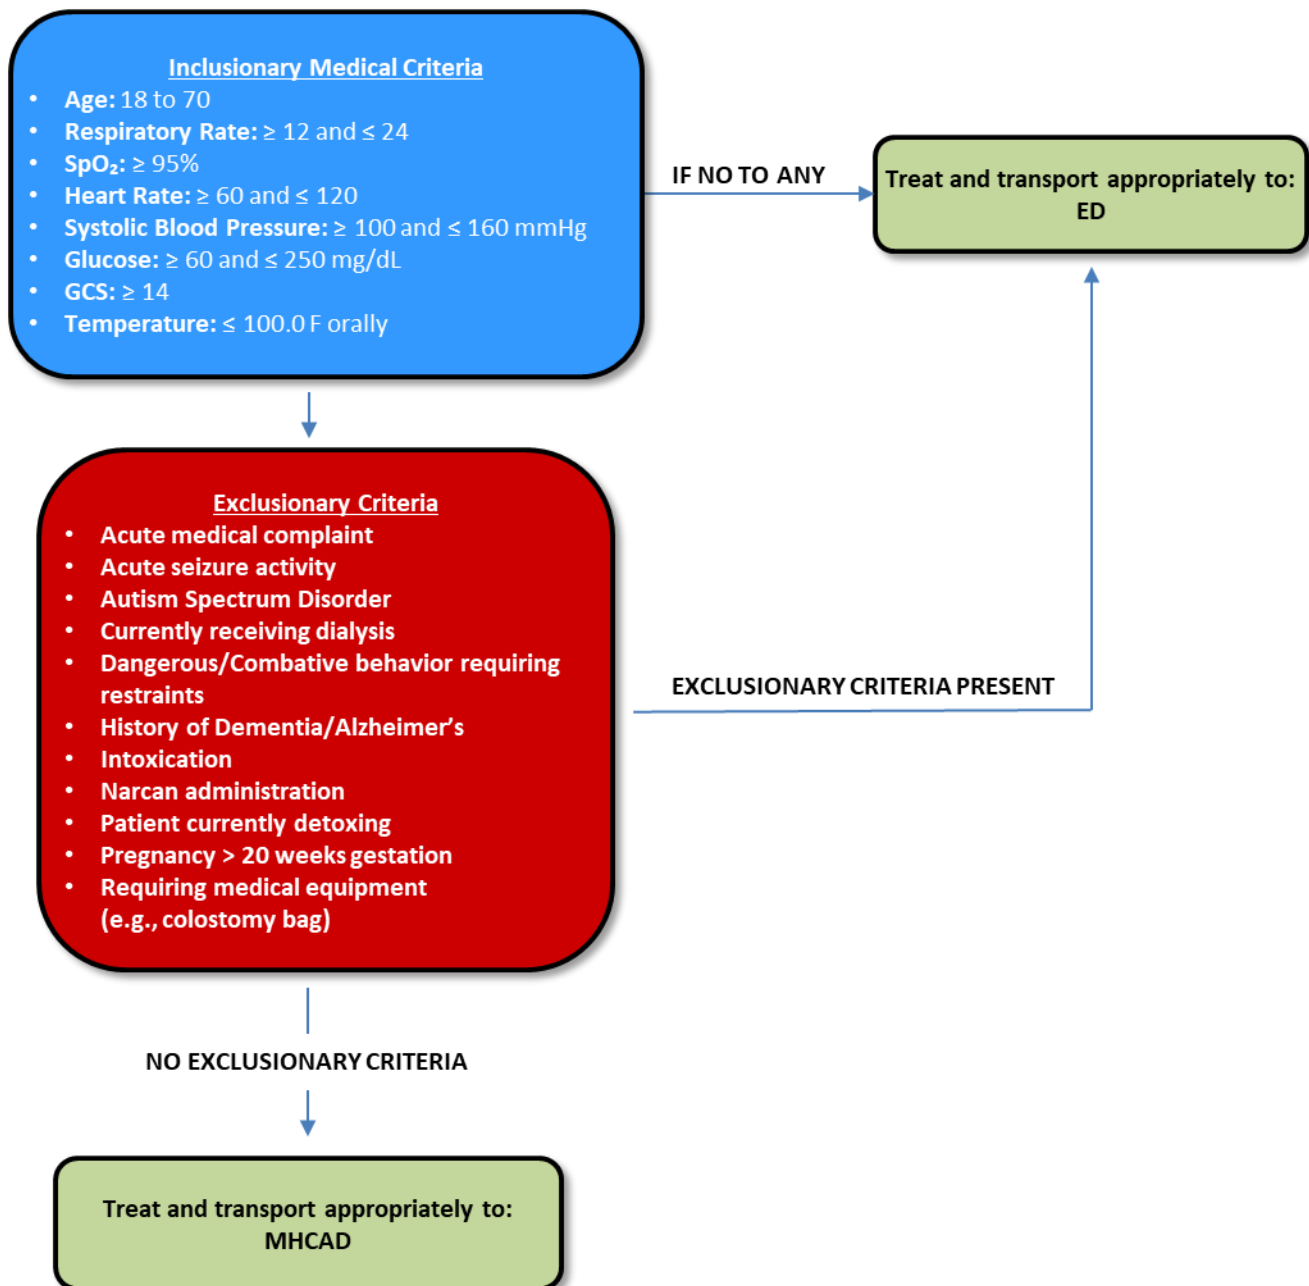 Inclusionary Medical Criteria
• Age: 18 to 70
• Respiratory Rate: ≥ 12 and ≤ 24
• SpO₂: ≥ 95%
• Heart Rate: ≥ 60 and ≤ 120
• Systolic Blood Pressure: ≥ 100 and ≤ 160 mmHg
• Glucose: ≥ 60 and ≤ 250 mg/dL
• GCS: ≥ 14
• Temperature: ≤ 100.0 F orally
IF NO TO ANY
Treat and transport appropriately to:
ED
Exclusionary Criteria
• Acute medical complaint
• Acute seizure activity
• Autism Spectrum Disorder
• Currently receiving dialysis
• Dangerous/Combative behavior requiring
restraints
• History of Dementia/Alzheimer’s
• Intoxication
• Narcan administration
• Patient currently detoxing
• Pregnancy > 20 weeks gestation
• Requiring medical equipment
(e.g., colostomy bag)
EXCLUSIONARY CRITERIA PRESENT
NO EXCLUSIONARY CRITERIA
Treat and transport appropriately to:
MHCAD